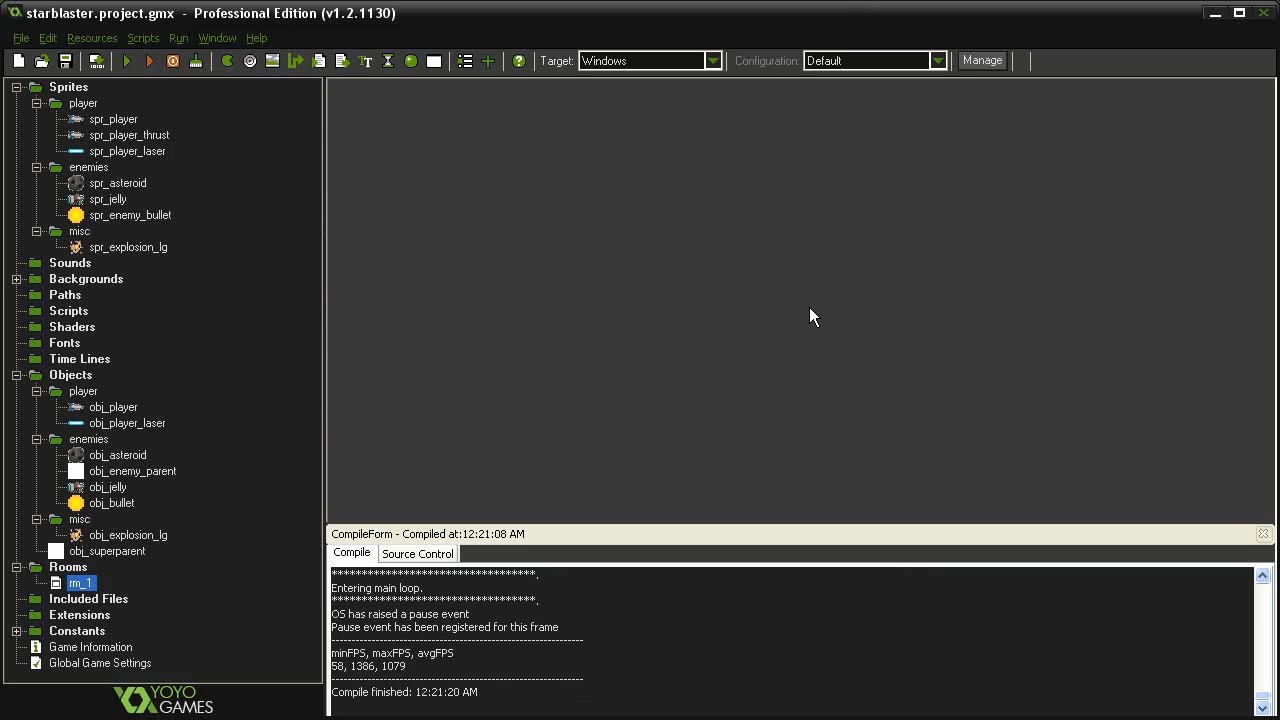 starblaster.project.gmx - Professional Edition (v1.2.1130)
File Edit Resources Scripts Run Window Help
Target: Windows Configuration: Default Manage
Sprites
player
spr_player
spr_player_thrust
spr_player_laser
enemies
spr_asteroid
spr_jelly
spr_enemy_bullet
misc
spr_explosion_lg
Sounds
Backgrounds
Paths
Scripts
Shaders
Fonts
Time Lines
Objects
player
obj_player
obj_player_laser
enemies
obj_asteroid
obj_enemy_parent
obj_jelly
obj_bullet
misc
obj_explosion_lg
obj_superparent
Rooms
rm_1
Included Files
Extensions
Constants
Game Information
Global Game Settings
YOYO
GAMES
CompileForm - Compiled at:12:21:08 AM
Compile Source Control
***********************************.
Entering main loop.
***********************************.
OS has raised a pause event
Pause event has been registered for this frame
---------------------------------------------------------------
minFPS, maxFPS, avgFPS
58, 1386, 1079
---------------------------------------------------------------
Compile finished: 12:21:20 AM